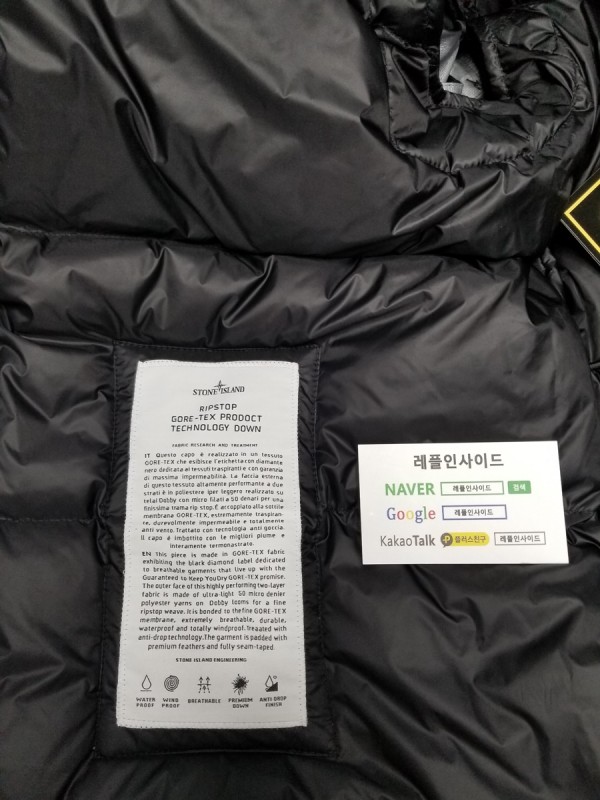 STONE ISLAND
RIPSTOP
GORE-TEX PRODUCT
TECHNOLOGY DOWN
FABRIC RESEARCH AND TREATMENT
IT Questo capo è realizzato in un tessuto
GORE-TEX che esibisce l'etichetta con diamante
nero dedicata ai tessuti traspiranti e con garanzia
di massima impermeabilità. La faccia esterna
di questo tessuto altamente performante a due
strati è in poliestere iper leggero realizzato su
telai Dobby con micro filati a 50 denari per una
finissima trama rip stop. È accoppiato alla sottile
membrana GORE-TEX, estremamente traspiran-
te, durevolmente impermeabile e totalmente
anti vento. Trattato con tecnologia anti goccia.
Il capo è imbottito con le migliori piume e
interamente termonastrato.
EN This piece is made in GORE-TEX fabric
exhibiting the black diamond label dedicated
to breathable garments that live up with the
Guaranteed to Keep You Dry GORE-TEX promise.
The outer face of this highly performing two-layer
fabric is made of ultra-light 50 micro denier
polyester yarns on Dobby looms for a fine
ripstop weave. It is bonded to the fine GORE-TEX
membrane, extremely breathable, durable,
waterproof and totally windproof, treeated with
anti-drop technology. The garment is padded with
premium feathers and fully seam-taped.
STONE ISLAND ENGINEERING
WATER PROOF
WIND PROOF
BREATHABLE
PREMIUM DOWN
ANTI DROP FINISH
레플인사이드
NAVER 레플인사이드 검색
Google 레플인사이드
KakaoTalk P 플러스친구 레플인사이드